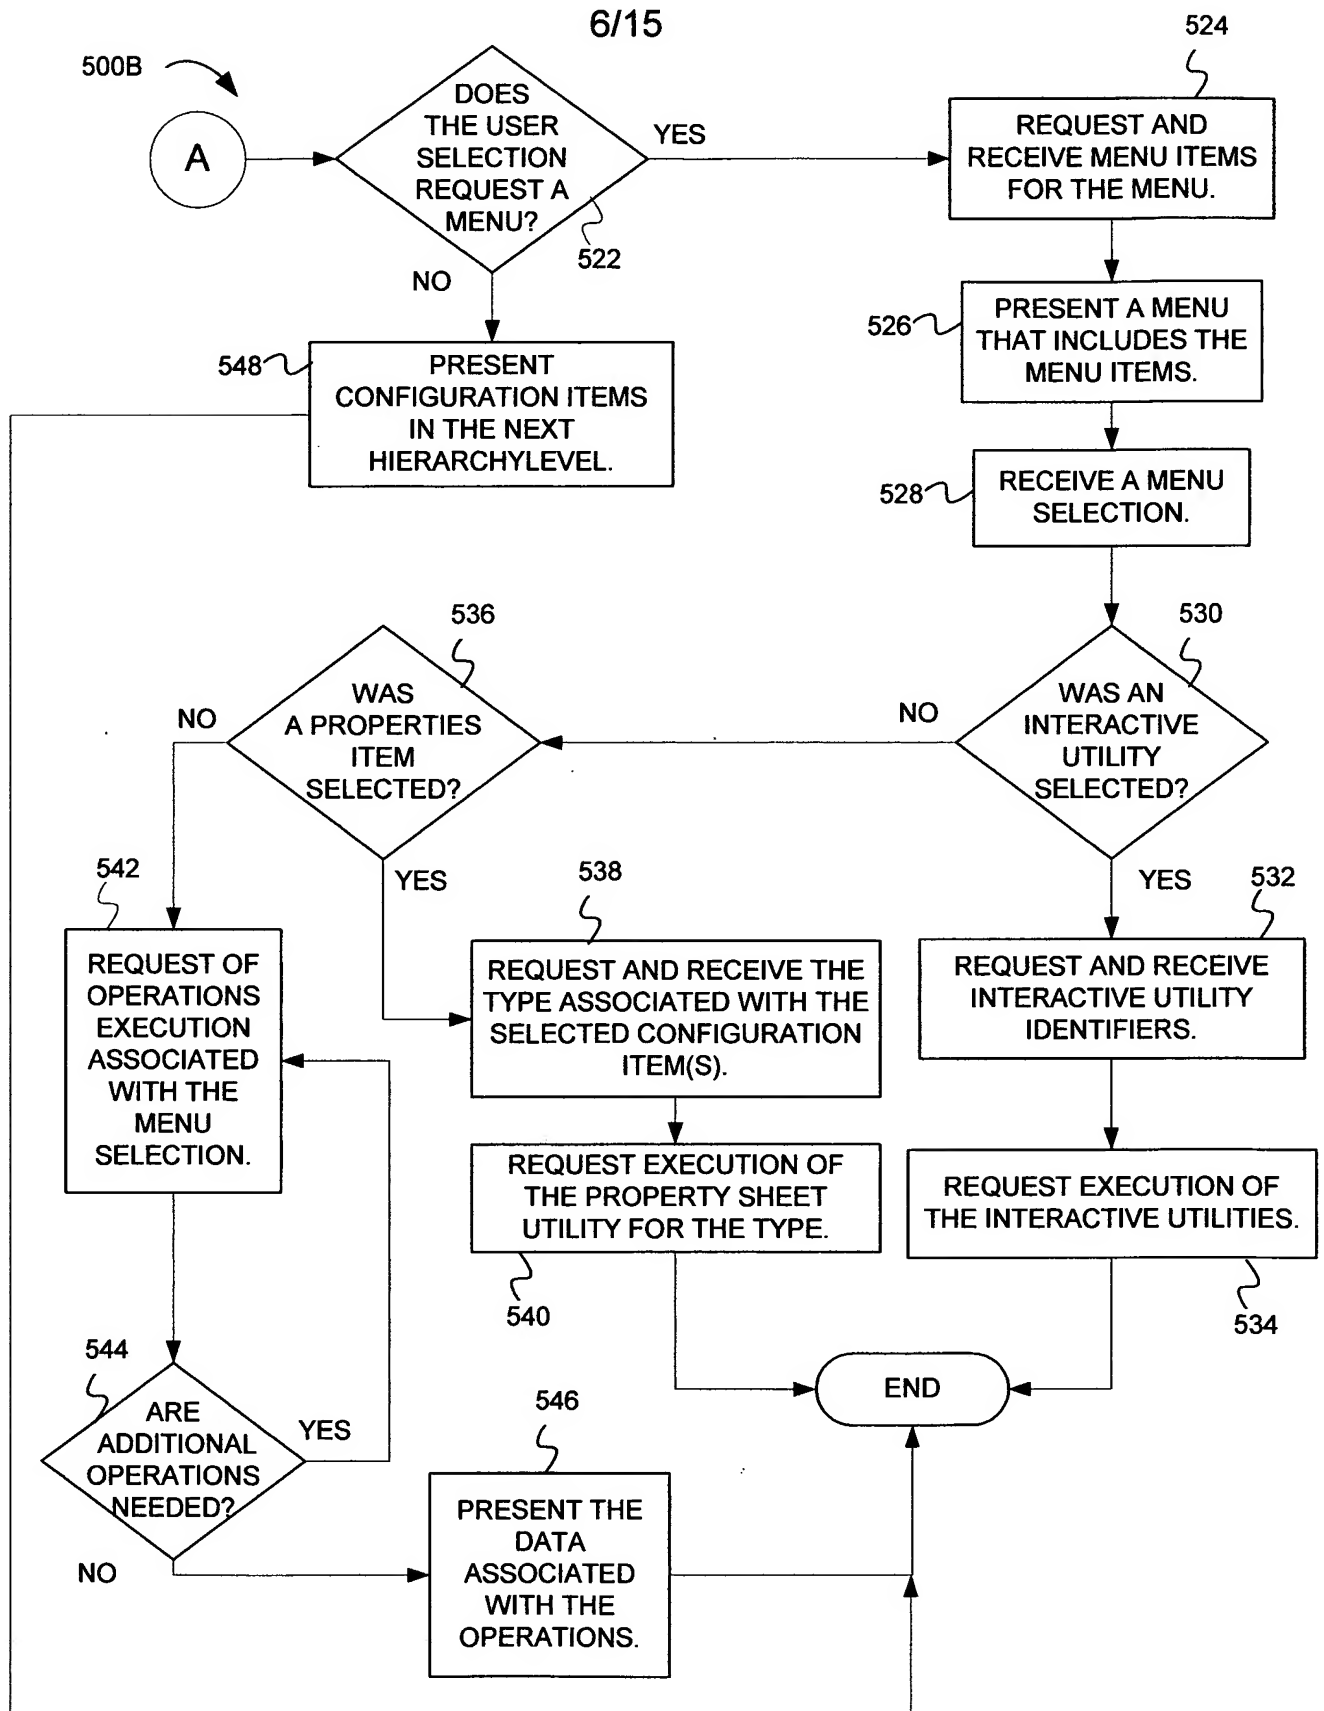 6/15
500B
A
DOES
THE USER
SELECTION
REQUEST A
MENU?
522
YES
NO
524
REQUEST AND
RECEIVE MENU ITEMS
FOR THE MENU.
526
PRESENT A MENU
THAT INCLUDES THE
MENU ITEMS.
548
PRESENT
CONFIGURATION ITEMS
IN THE NEXT
HIERARCHYLEVEL.
528
RECEIVE A MENU
SELECTION.
530
WAS AN
INTERACTIVE
UTILITY
SELECTED?
NO
YES
536
WAS
A PROPERTIES
ITEM
SELECTED?
NO
YES
542
REQUEST OF
OPERATIONS
EXECUTION
ASSOCIATED
WITH THE
MENU
SELECTION.
538
REQUEST AND RECEIVE THE
TYPE ASSOCIATED WITH THE
SELECTED CONFIGURATION
ITEM(S).
532
REQUEST AND RECEIVE
INTERACTIVE UTILITY
IDENTIFIERS.
REQUEST EXECUTION OF
THE PROPERTY SHEET
UTILITY FOR THE TYPE.
540
REQUEST EXECUTION OF
THE INTERACTIVE UTILITIES.
534
544
ARE
ADDITIONAL
OPERATIONS
NEEDED?
YES
NO
546
PRESENT THE
DATA
ASSOCIATED
WITH THE
OPERATIONS.
END